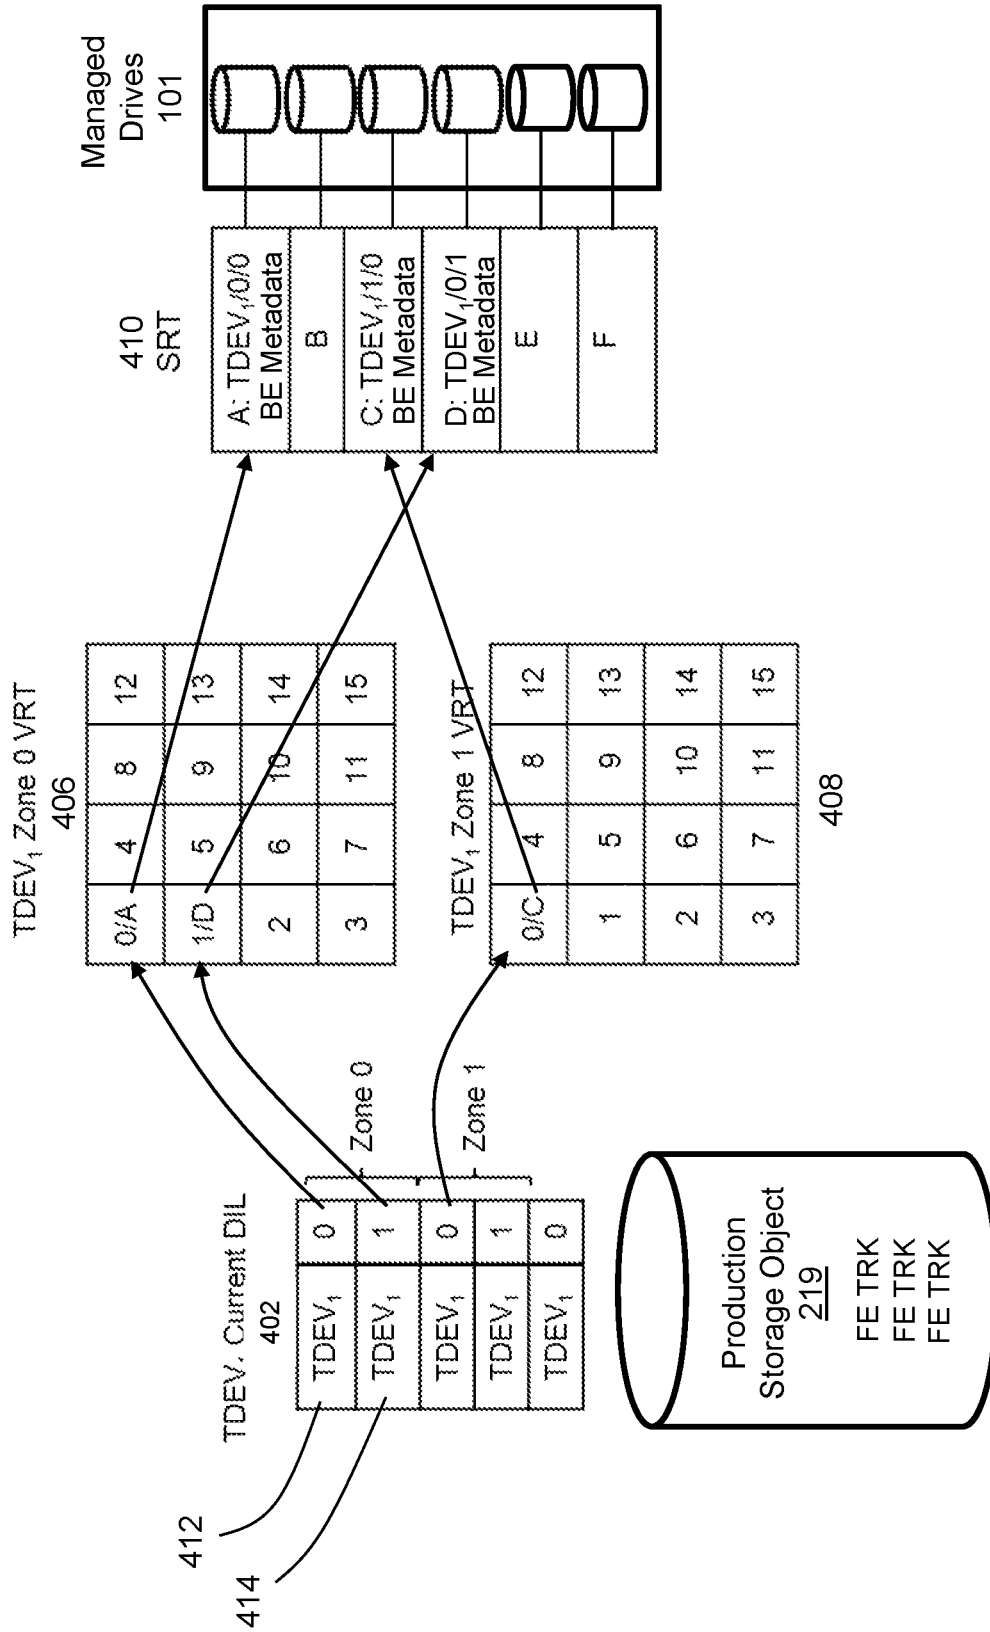 412
414
TDEV₁ Current DIL
402
TDEV₁ 0
TDEV₁ 1
TDEV₁ 0
TDEV₁ 1
TDEV₁ 0
Zone 0
Zone 1
Production
Storage Object
219
FE TRK
FE TRK
FE TRK
TDEV₁ Zone 0 VRT
406
0/A 4 8 12
1/D 5 9 13
2 6 10 14
3 7 11 15
TDEV₁ Zone 1 VRT
0/C 4 8 12
1 5 9 13
2 6 10 14
3 7 11 15
408
410
SRT
A: TDEV₁/0/0
BE Metadata
B
C: TDEV₁/1/0
BE Metadata
D: TDEV₁/0/1
BE Metadata
E
F
Managed
Drives
101